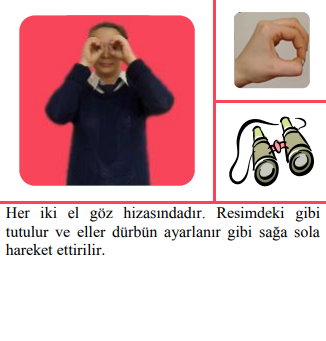 Her iki el göz hizasındadır. Resimdeki gibi
tutulur ve eller dürbün ayarlanır gibi sağa sola
hareket ettirilir.